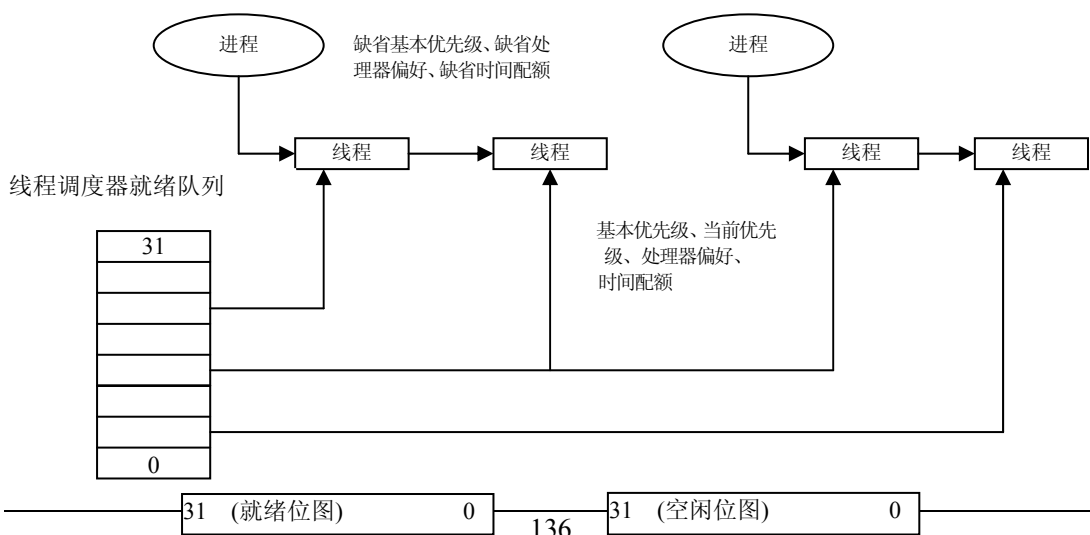 进程
缺省基本优先级、缺省处
理器偏好、缺省时间配额
进程
线程
线程
线程
线程
线程调度器就绪队列
基本优先级、当前优先
级、处理器偏好、
时间配额
31
0
31 (就绪位图) 0
31 (空闲位图) 0
136